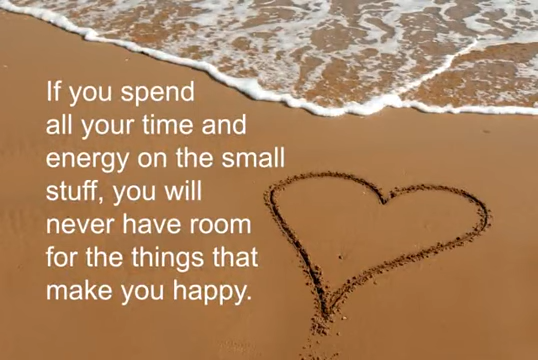 If you spend
all your time and
energy on the small
stuff, you will
never have room
for the things that
make you happy.